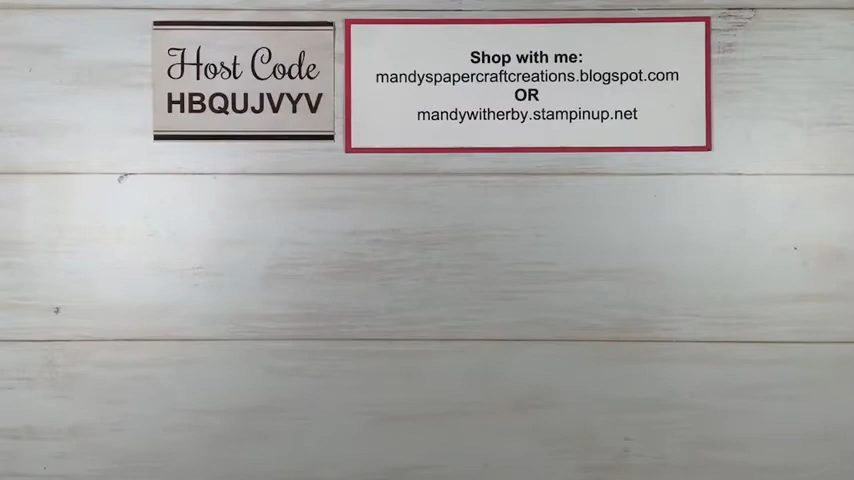 Host Code
HBQUJVYV
Shop with me:
mandyspapercraftcreations.blogspot.com
OR
mandywitherby.stampinup.net